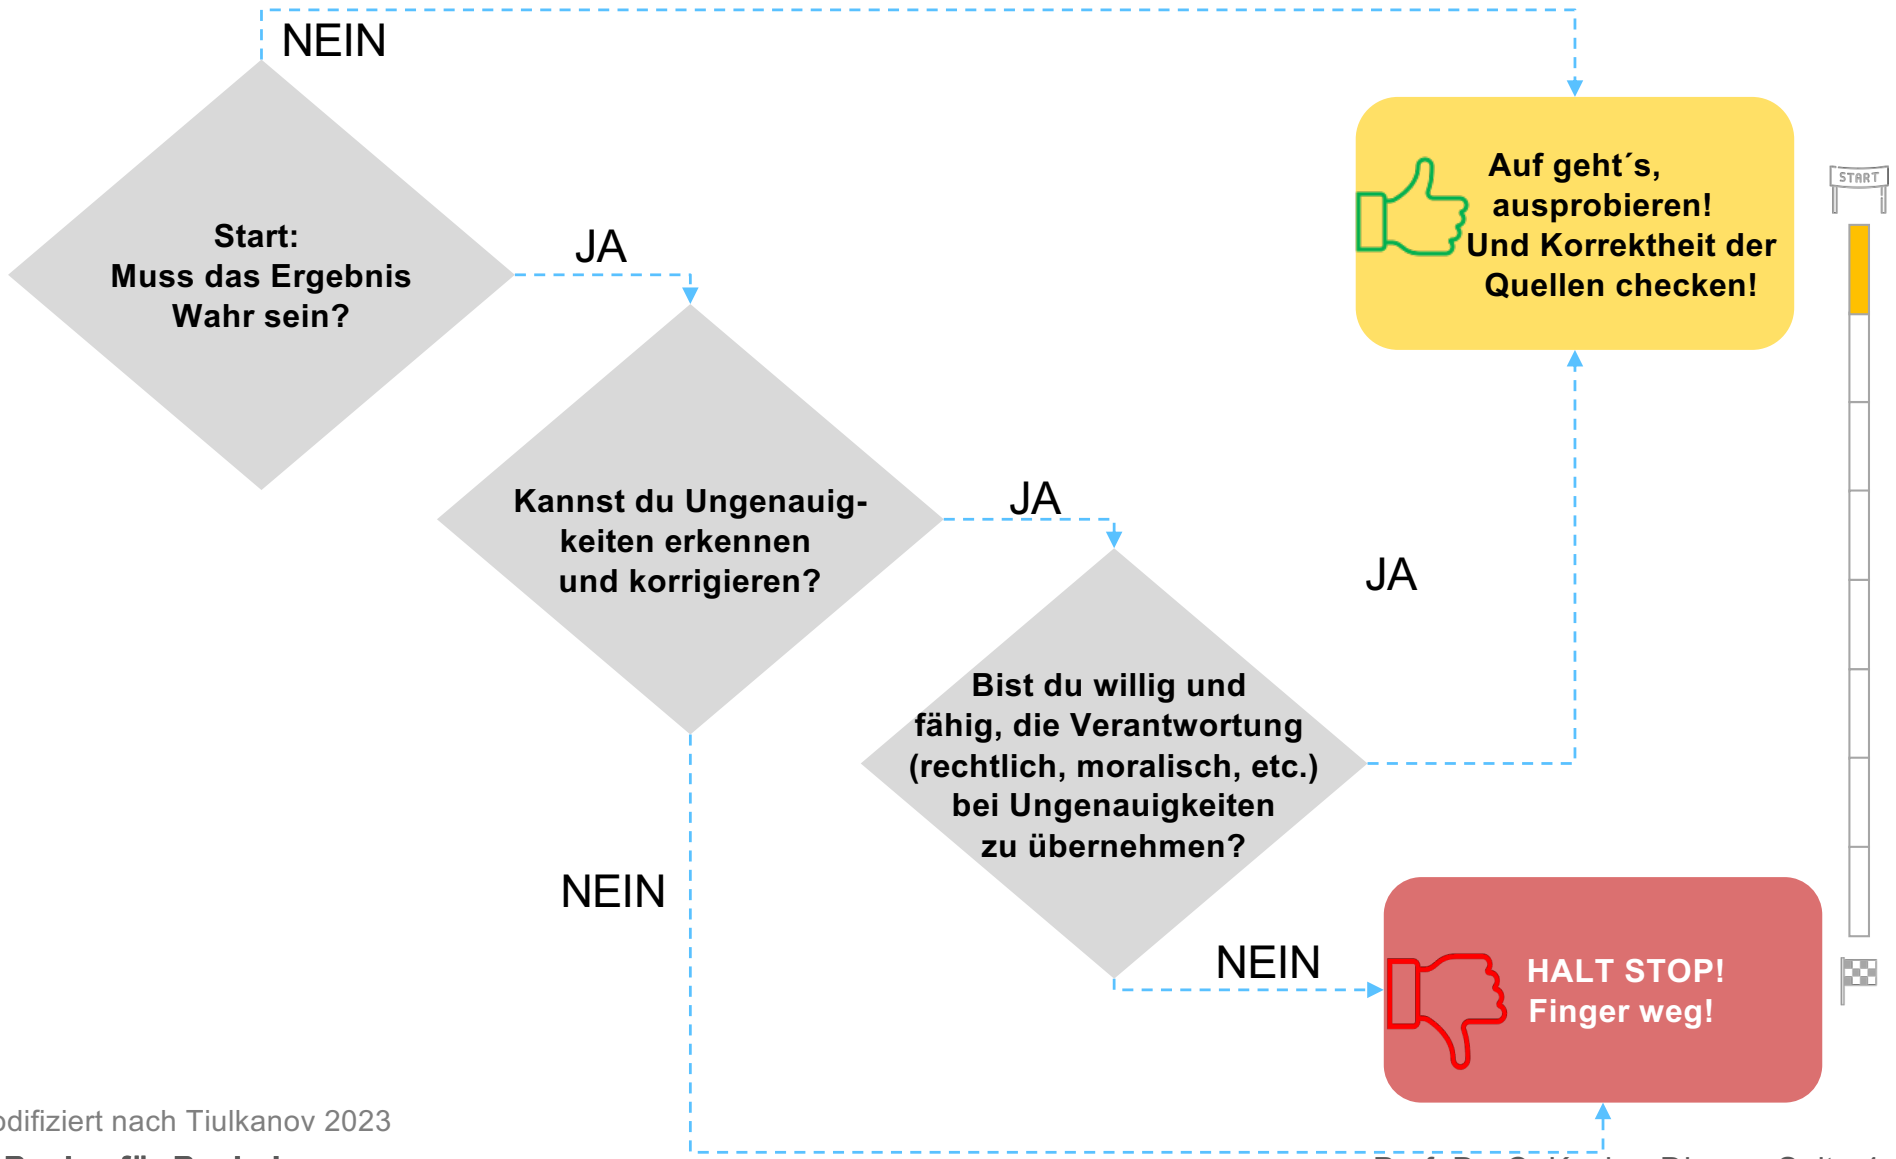 NEIN
Start:
Muss das Ergebnis
Wahr sein?
JA
Auf geht´s,
ausprobieren!
Und Korrektheit der
Quellen checken!
START
Kannst du Ungenauig-
keiten erkennen
und korrigieren?
JA
JA
Bist du willig und
fähig, die Verantwortung
(rechtlich, moralisch, etc.)
bei Ungenauigkeiten
zu übernehmen?
NEIN
NEIN
HALT STOP!
Finger weg!
odifiziert nach Tiulkanov 2023